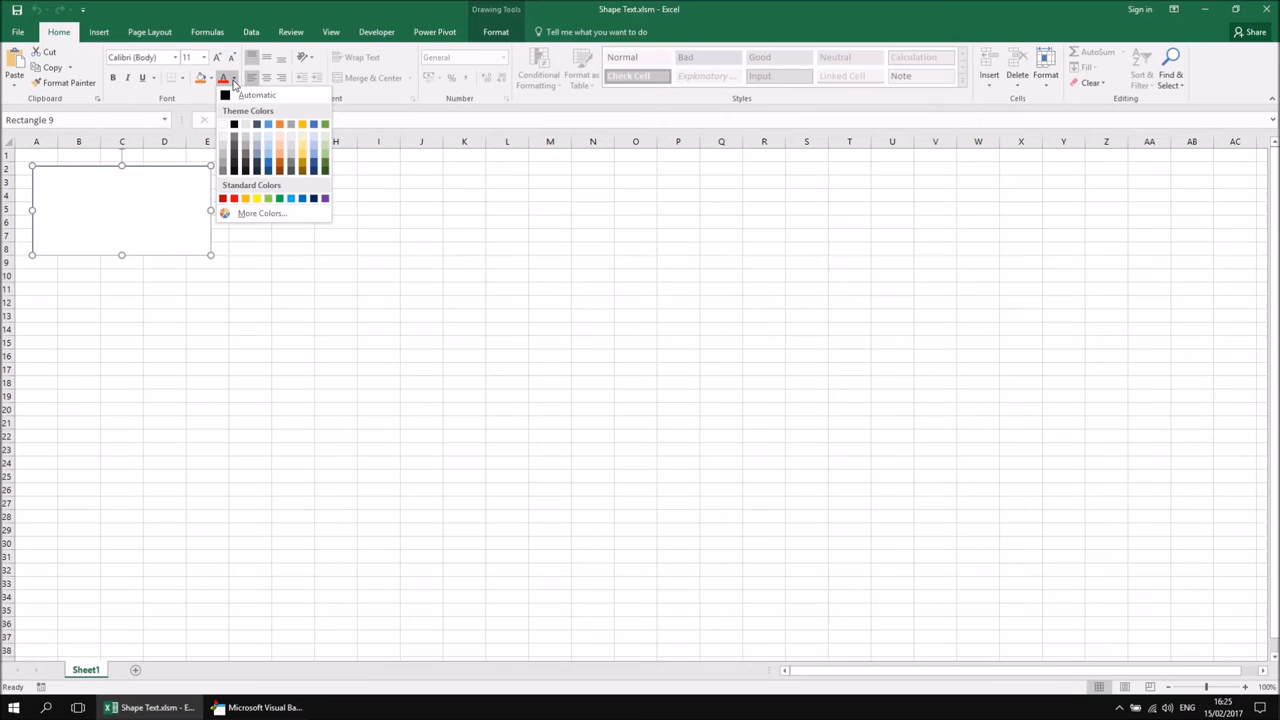 Drawing Tools
Shape Text.xlsm - Excel
Sign in
File Home Insert Page Layout Formulas Data Review View Developer Power Pivot Format Tell me what you want to do Share
Paste
Cut
Copy
Format Painter
Clipboard
Calibri (Body) 11
B I U A
Font
Wrap Text
Merge & Center
General
Number
Conditional Formatting
Format as Table
Normal Bad Good Neutral Calculation
Check Cell Explanatory ... Input Linked Cell Note
Styles
Insert Delete Format
Cells
AutoSum
Fill
Clear
Sort & Filter
Find & Select
Editing
Automatic
Theme Colors
Standard Colors
More Colors...
Rectangle 9
A B C D E H I J K L M N O P Q R S T U V W X Y Z AA AB AC
1
2
3
4
5
6
7
8
9
10
11
12
13
14
15
16
17
18
19
20
21
22
23
24
25
26
27
28
29
30
31
32
33
34
35
36
37
38
Sheet1
Ready
100%
Shape Text.xlsm - E...
Microsoft Visual Ba...
ENG
16:25
15/02/2017